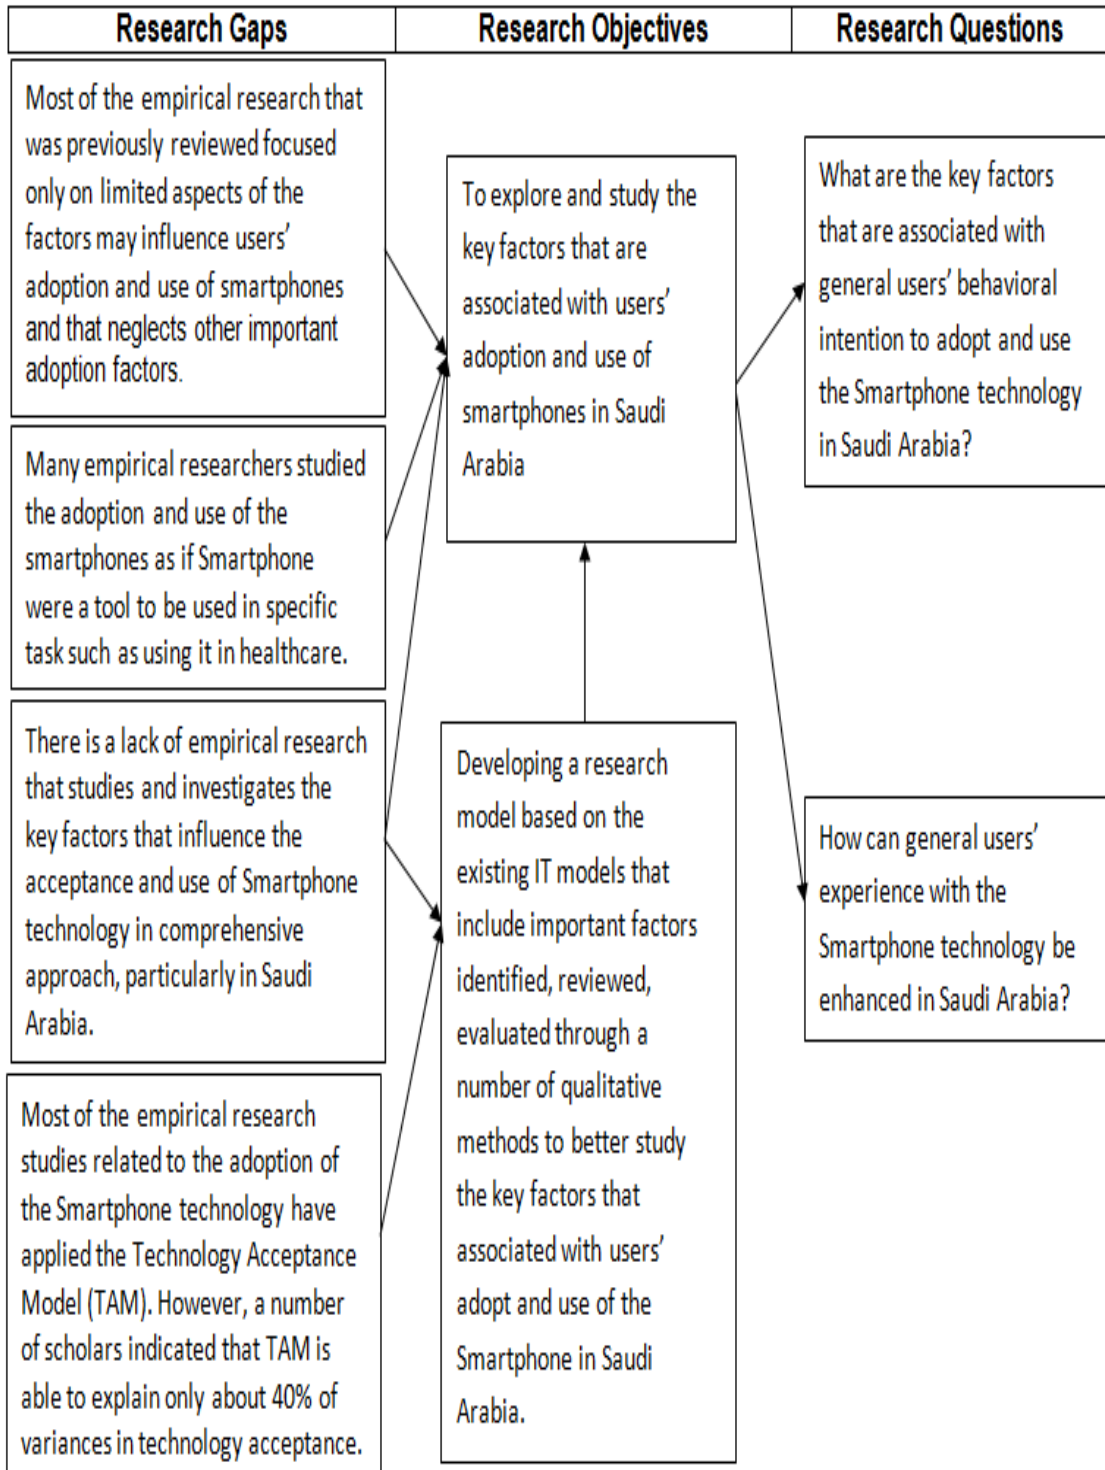 Research Gaps
Research Objectives
Research Questions
Most of the empirical research that
was previously reviewed focused
only on limited aspects of the
factors may influence users'
adoption and use of smartphones
and that neglects other important
adoption factors.
Many empirical researchers studied
the adoption and use of the
smartphones as if Smartphone
were a tool to be used in specific
task such as using it in healthcare.
There is a lack of empirical research
that studies and investigates the
key factors that influence the
acceptance and use of Smartphone
technology in comprehensive
approach, particularly in Saudi
Arabia.
Most of the empirical research
studies related to the adoption of
the Smartphone technology have
applied the Technology Acceptance
Model (TAM). However, a number
of scholars indicated that TAM is
able to explain only about 40% of
variances in technology acceptance.
To explore and study the
key factors that are
associated with users'
adoption and use of
smartphones in Saudi
Arabia
Developing a research
model based on the
existing IT models that
include important factors
identified, reviewed,
evaluated through a
number of qualitative
methods to better study
the key factors that
associated with users'
adopt and use of the
Smartphone in Saudi
Arabia.
What are the key factors
that are associated with
general users' behavioral
intention to adopt and use
the Smartphone technology
in Saudi Arabia?
How can general users'
experience with the
Smartphone technology be
enhanced in Saudi Arabia?